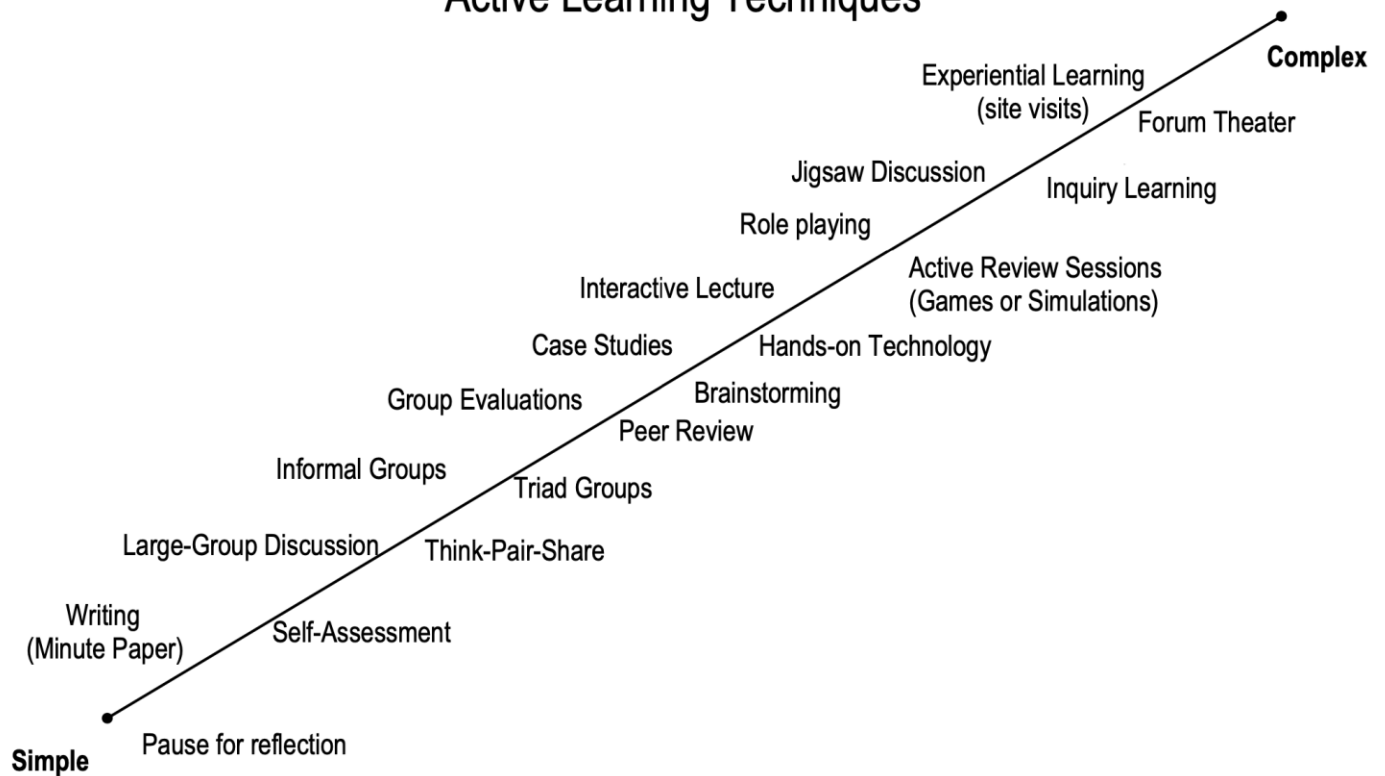 Active Learning Techniques
Complex
Experiential Learning
(site visits)
Forum Theater
Jigsaw Discussion
Inquiry Learning
Role playing
Active Review Sessions
(Games or Simulations)
Interactive Lecture
Case Studies
Hands-on Technology
Group Evaluations
Brainstorming
Peer Review
Informal Groups
Triad Groups
Large-Group Discussion
Think-Pair-Share
Writing
(Minute Paper)
Self-Assessment
Pause for reflection
Simple